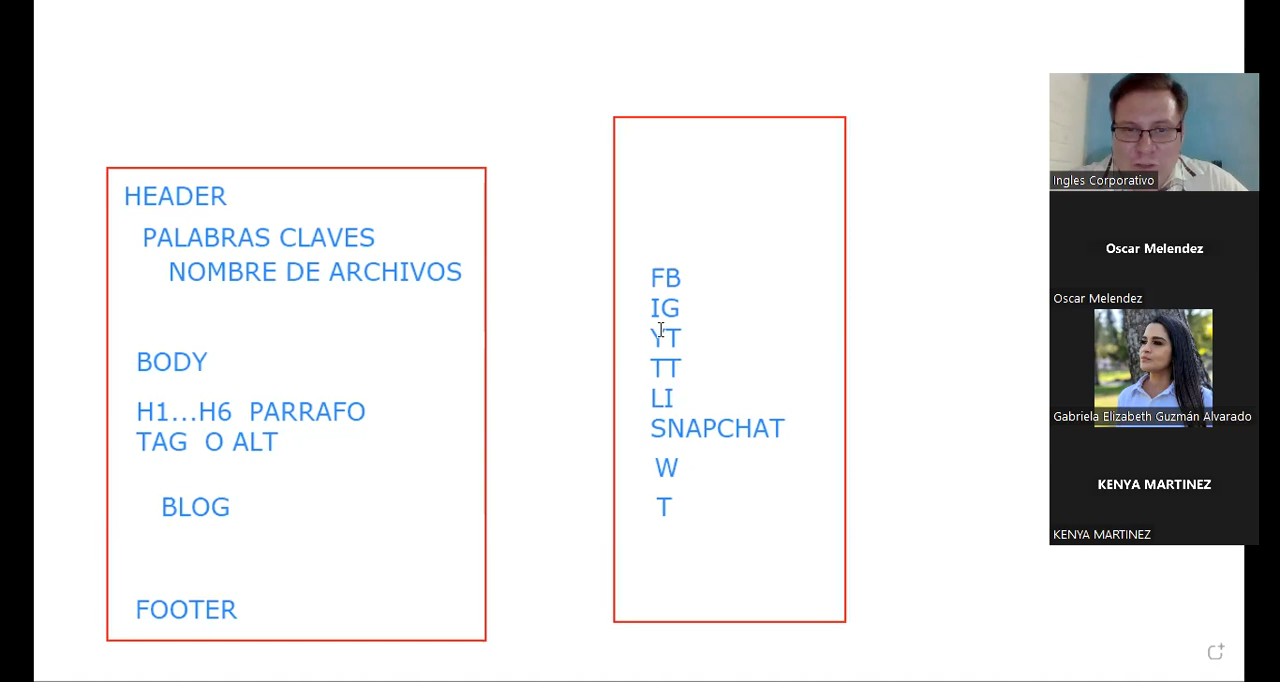 HEADER
PALABRAS CLAVES
NOMBRE DE ARCHIVOS
BODY
H1...H6 PARRAFO
TAG O ALT
BLOG
FOOTER
FB
IG
YT
TT
LI
SNAPCHAT
W
T
Ingles Corporativo
Oscar Melendez
Oscar Melendez
Gabriela Elizabeth Guzmán Alvarado
KENYA MARTINEZ
KENYA MARTINEZ